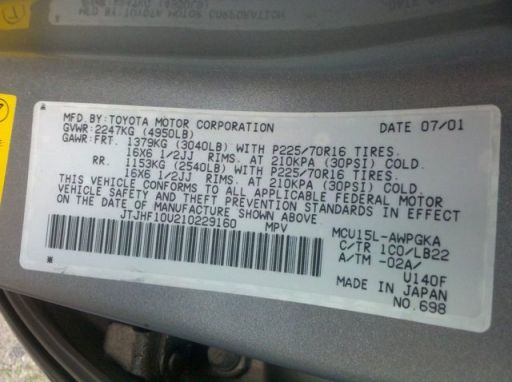 MFD.BY:TOYOTA MOTOR CORPORATION DATE 07/01
GVWR:2247KG (4950LB)
GAWR:FRT. 1379KG (3040LB) WITH P225/70R16 TIRES.
16X6 1/2JJ RIMS. AT 210KPA (30PSI) COLD.
RR. 1153KG (2540LB) WITH P225/70R16 TIRES.
16X6 1/2JJ RIMS. AT 210KPA (30PSI) COLD.
THIS VEHICLE CONFORMS TO ALL APPLICABLE FEDERAL MOTOR
VEHICLE SAFETY AND THEFT PREVENTION STANDARDS IN EFFECT
ON THE DATE OF MANUFACTURE SHOWN ABOVE
JTJHF10U210229160 MPV
MCU15L-AWPGKA
C/TR 1C0/LB22
A/TM -02A/
U140F
MADE IN JAPAN
NO.698